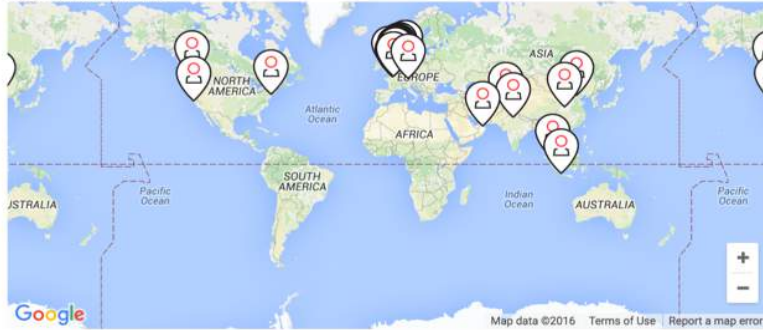 NORTH
AMERICA
EUROPE
ASIA
Atlantic
Ocean
AFRICA
SOUTH
AMERICA
Pacific
Ocean
Indian
Ocean
USTRALIA
AUSTRALIA
Pacific
Ocean
+
−
Google
Map data ©2016 Terms of Use Report a map error